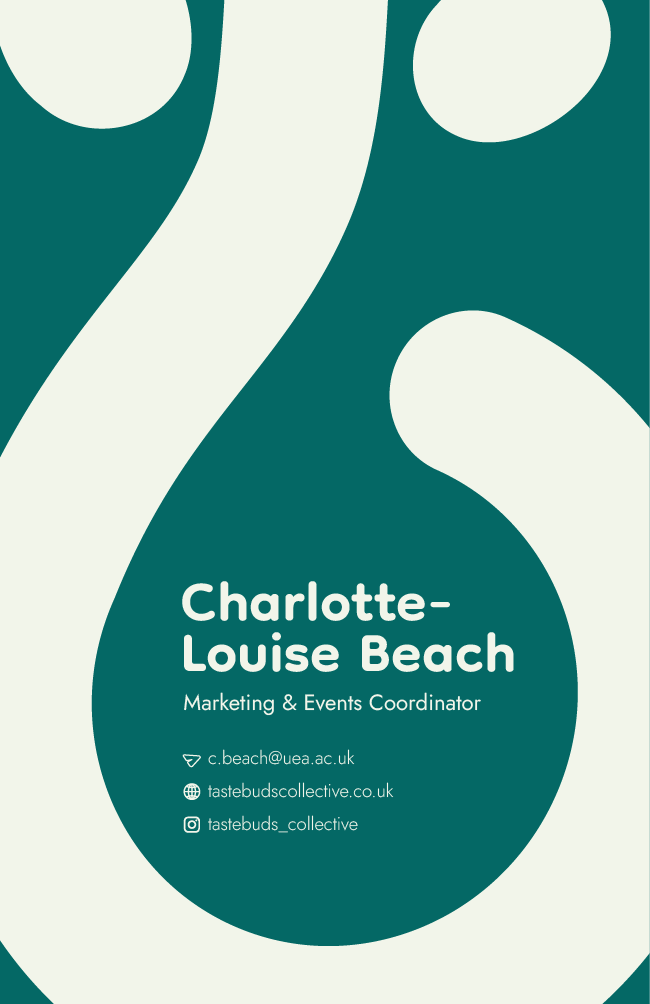 Charlotte-
Louise Beach
Marketing & Events Coordinator
c.beach@uea.ac.uk
tastebudscollective.co.uk
tastebuds_collective